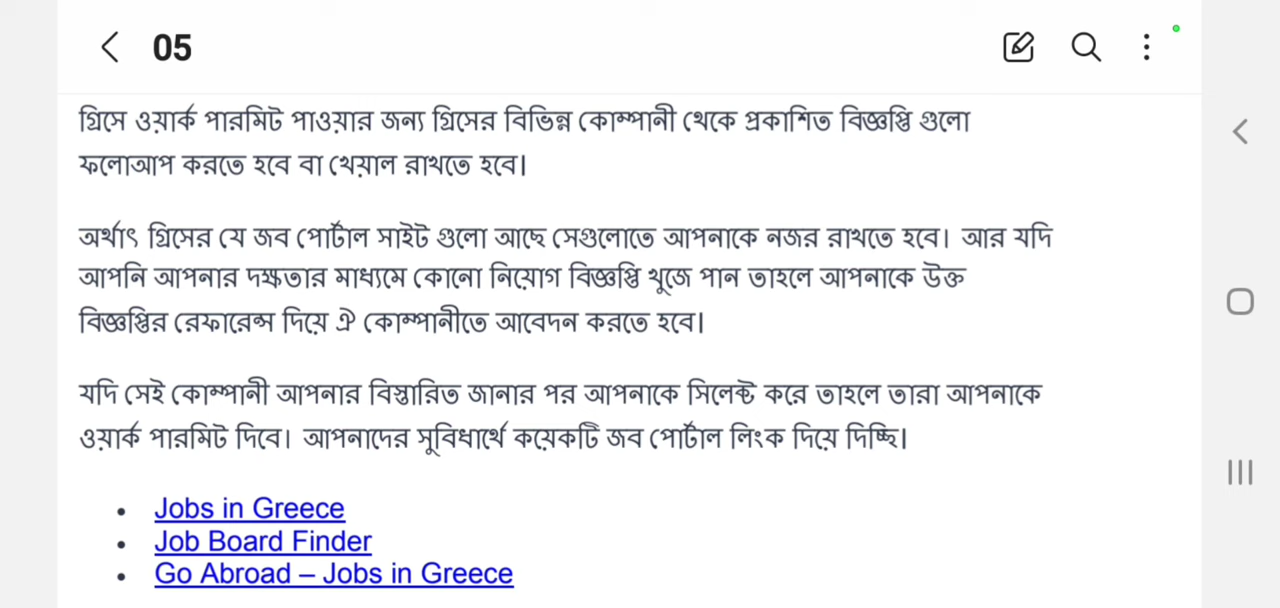 05
গ্রিসে ওয়ার্ক পারমিট পাওয়ার জন্য গ্রিসের বিভিন্ন কোম্পানী থেকে প্রকাশিত বিজ্ঞপ্তি গুলো
ফলোআপ করতে হবে বা খেয়াল রাখতে হবে।
অর্থাৎ গ্রিসের যে জব পোর্টাল সাইট গুলো আছে সেগুলোতে আপনাকে নজর রাখতে হবে। আর যদি
আপনি আপনার দক্ষতার মাধ্যমে কোনো নিয়োগ বিজ্ঞপ্তি খুজে পান তাহলে আপনাকে উক্ত
বিজ্ঞপ্তির রেফারেন্স দিয়ে ঐ কোম্পানীতে আবেদন করতে হবে।
যদি সেই কোম্পানী আপনার বিস্তারিত জানার পর আপনাকে সিলেক্ট করে তাহলে তারা আপনাকে
ওয়ার্ক পারমিট দিবে। আপনাদের সুবিধার্থে কয়েকটি জব পোর্টাল লিংক দিয়ে দিচ্ছি।
• Jobs in Greece
• Job Board Finder
• Go Abroad – Jobs in Greece